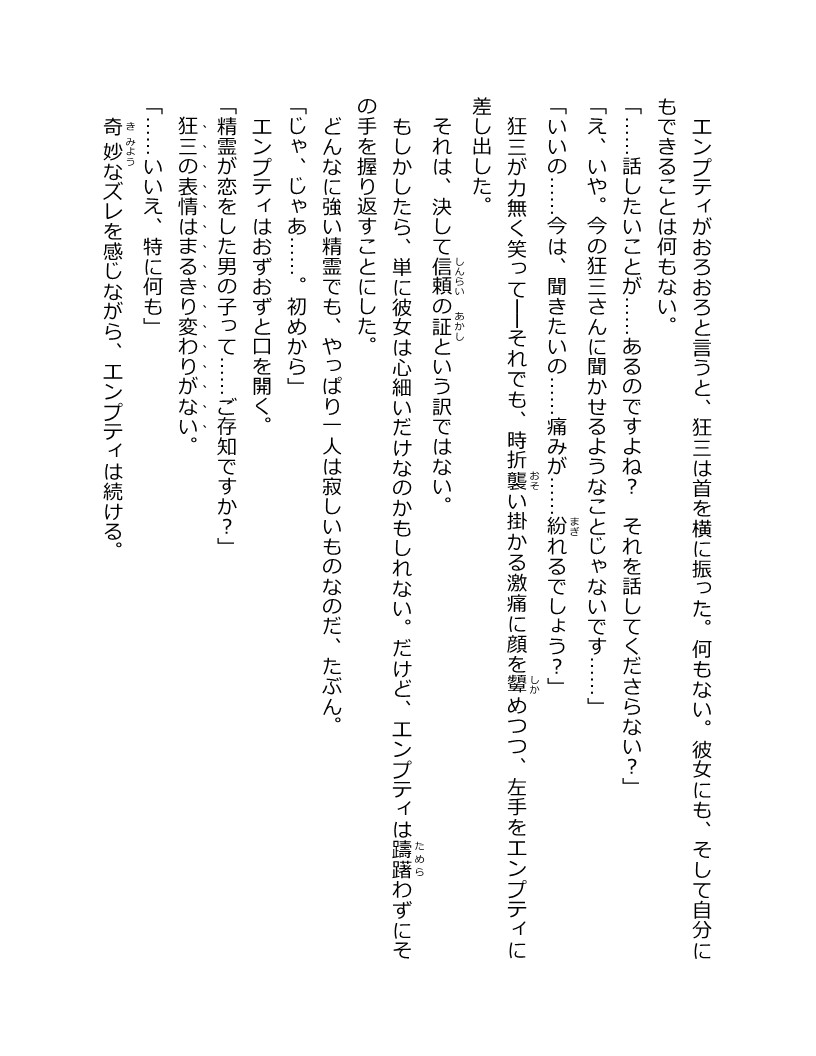 エンプティがおろおろと言うと、狂三は首を横に振った。何もない。彼女にも、そして自分に
もできることは何もない。
「……話したいことが……あるのですよね？　それを話してくださらない？」
「え、いや。今の狂三さんに聞かせるようなことじゃないです……」
「いいの……今は、聞きたいの……痛みが……紛れるでしょう？」
狂三が力無く笑って──それでも、時折襲い掛かる激痛に顔を顰めつつ、左手をエンプティに
差し出した。
それは、決して信頼の証という訳ではない。
もしかしたら、単に彼女は心細いだけなのかもしれない。だけど、エンプティは躊躇わずにそ
の手を握り返すことにした。
どんなに強い精霊でも、やっぱり一人は寂しいものなのだ、たぶん。
「じゃ、じゃあ……。初めから」
エンプティはおずおずと口を開く。
「精霊が恋をした男の子って……ご存知ですか？」
狂三の表情はまるきり変わりがない。
「……いいえ、特に何も」
奇妙なズレを感じながら、エンプティは続ける。